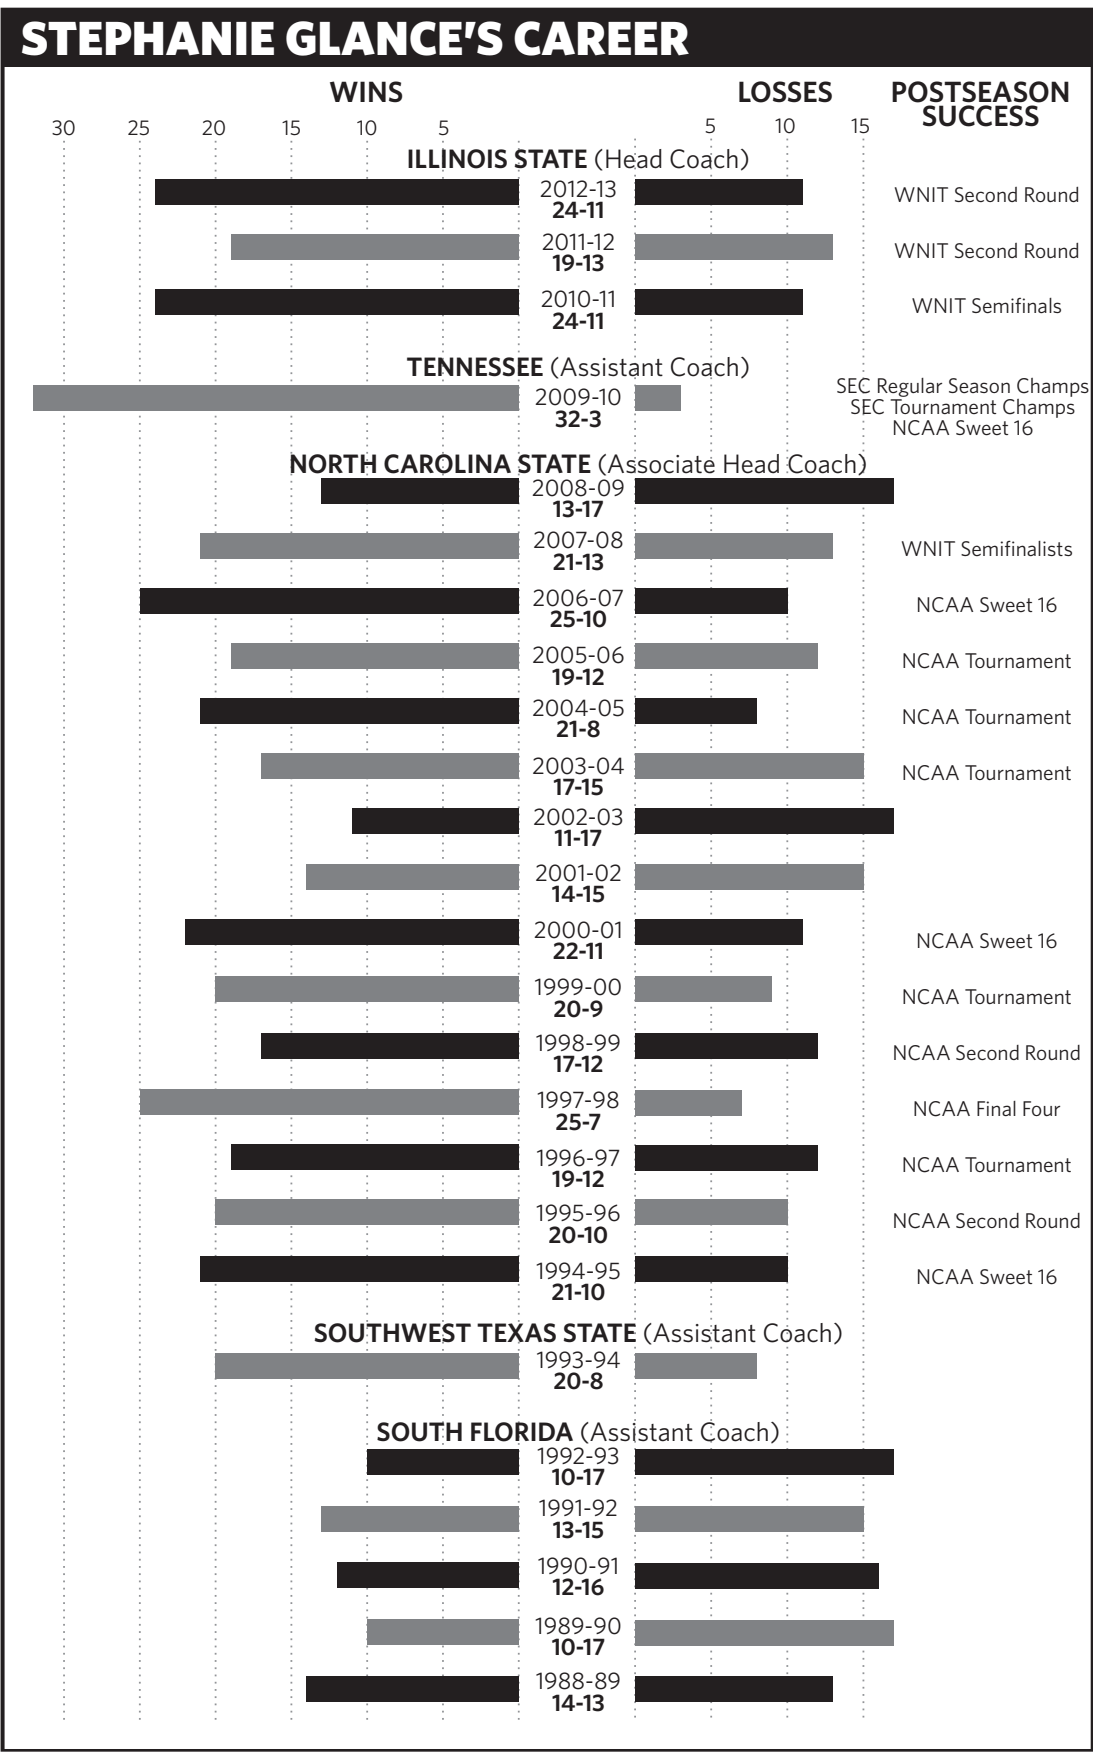 STEPHANIE GLANCE'S CAREER
WINS LOSSES POSTSEASON
SUCCESS
30 25 20 15 10 5 5 10 15
ILLINOIS STATE (Head Coach)
2012-13
24-11
WNIT Second Round
2011-12
19-13
WNIT Second Round
2010-11
24-11
WNIT Semifinals
TENNESSEE (Assistant Coach)
2009-10
32-3
SEC Regular Season Champs
SEC Tournament Champs
NCAA Sweet 16
NORTH CAROLINA STATE (Associate Head Coach)
2008-09
13-17
2007-08
21-13
WNIT Semifinalists
2006-07
25-10
NCAA Sweet 16
2005-06
19-12
NCAA Tournament
2004-05
21-8
NCAA Tournament
2003-04
17-15
NCAA Tournament
2002-03
11-17
2001-02
14-15
2000-01
22-11
NCAA Sweet 16
1999-00
20-9
NCAA Tournament
1998-99
17-12
NCAA Second Round
1997-98
25-7
NCAA Final Four
1996-97
19-12
NCAA Tournament
1995-96
20-10
NCAA Second Round
1994-95
21-10
NCAA Sweet 16
SOUTHWEST TEXAS STATE (Assistant Coach)
1993-94
20-8
SOUTH FLORIDA (Assistant Coach)
1992-93
10-17
1991-92
13-15
1990-91
12-16
1989-90
10-17
1988-89
14-13